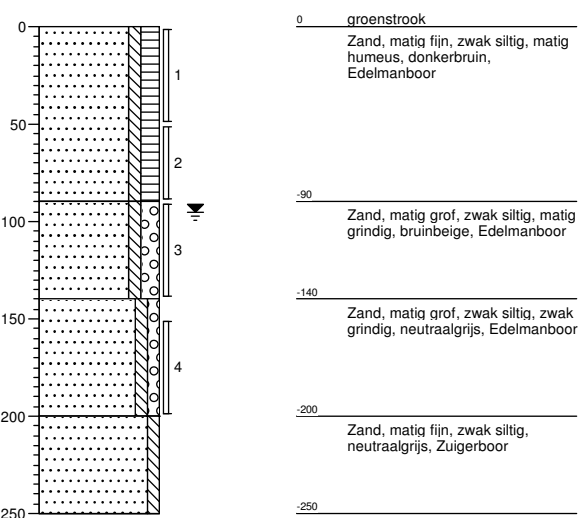 0
50
100
150
200
250
1
2
3
4
0 groenstrook
Zand, matig fijn, zwak siltig, matig
humeus, donkerbruin,
Edelmanboor
-90
Zand, matig grof, zwak siltig, matig
grindig, bruinbeige, Edelmanboor
-140
Zand, matig grof, zwak siltig, zwak
grindig, neutraalgrijs, Edelmanboor
-200
Zand, matig fijn, zwak siltig,
neutraalgrijs, Zuigerboor
-250